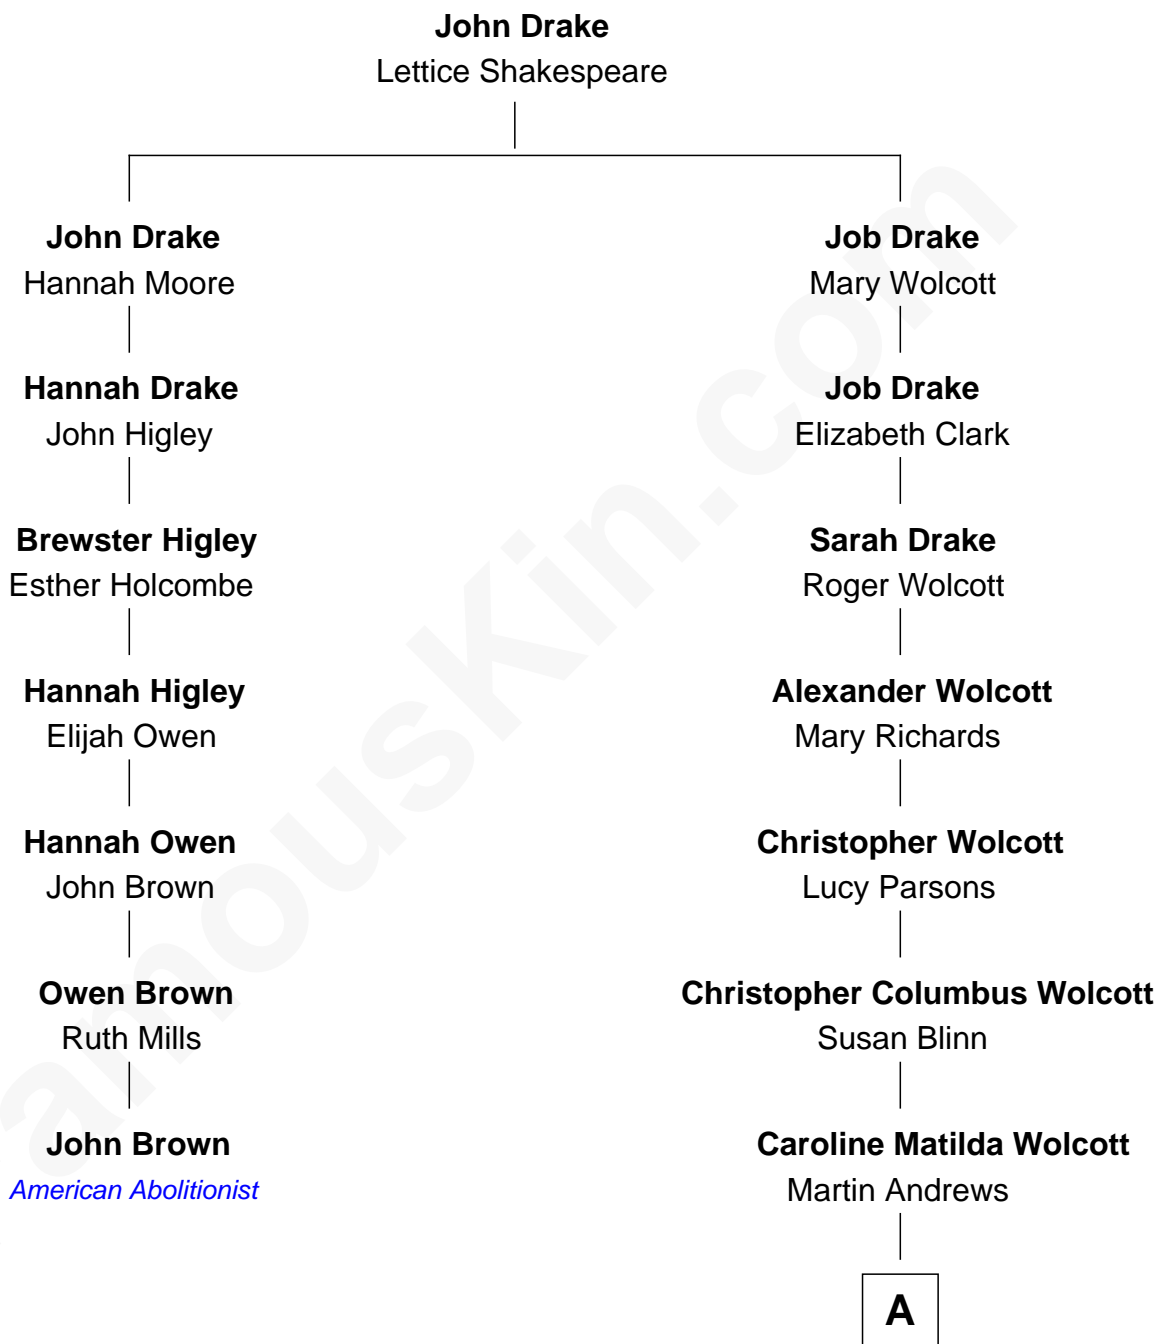 John Drake
Lettice Shakespeare
John Drake
Hannah Moore
Job Drake
Mary Wolcott
Hannah Drake
John Higley
Job Drake
Elizabeth Clark
Brewster Higley
Esther Holcombe
Sarah Drake
Roger Wolcott
Hannah Higley
Elijah Owen
Alexander Wolcott
Mary Richards
Hannah Owen
John Brown
Christopher Wolcott
Lucy Parsons
Owen Brown
Ruth Mills
Christopher Columbus Wolcott
Susan Blinn
John Brown
American Abolitionist
Caroline Matilda Wolcott
Martin Andrews
A
amousKin.com